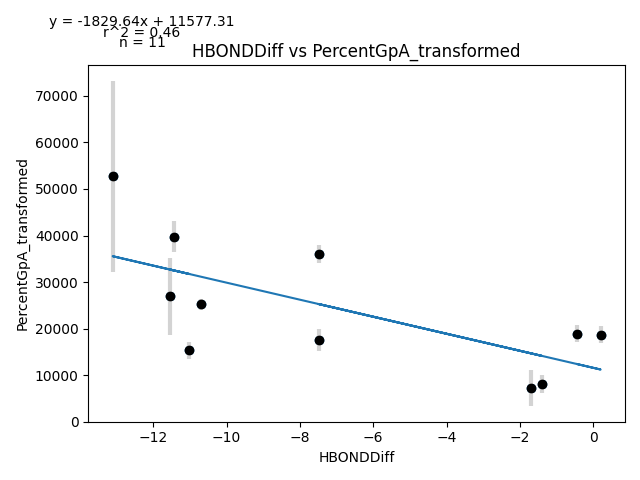 y = -1829.64x + 11577.31
r^2 = 0.46
n = 11
HBONDDiff vs PercentGpA_transformed
70000
60000
50000
40000
30000
20000
10000
0
PercentGpA_transformed
−12
−10
−8
−6
−4
−2
0
HBONDDiff